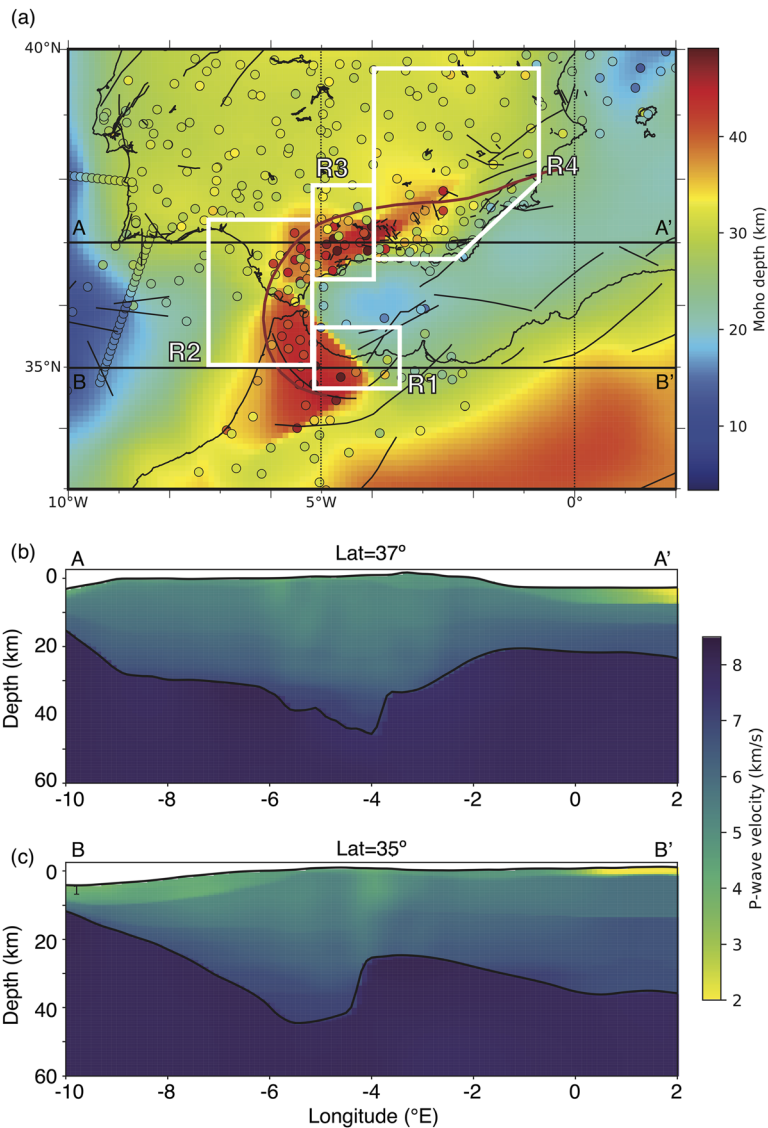 (a)
40°N
R3
R4
A
A'
R2
35°N
B
R1
B'
10°W
5°W
0°
40
30
20
10
Moho depth (km)
(b)
A
Lat=37º
A'
0
20
40
60
Depth (km)
-10
-8
-6
-4
-2
0
2
(c)
B
Lat=35º
B'
0
20
40
60
Depth (km)
-10
-8
-6
-4
-2
0
2
Longitude (°E)
8
7
6
5
4
3
2
P-wave velocity (km/s)